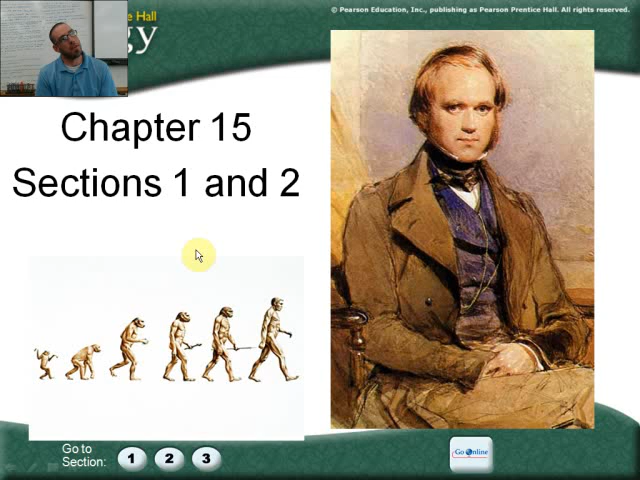 © Pearson Education, Inc., publishing as Pearson Prentice Hall. All rights reserved.
Hall
gy
Chapter 15
Sections 1 and 2
Go to
Section:
1 2 3
Go Online